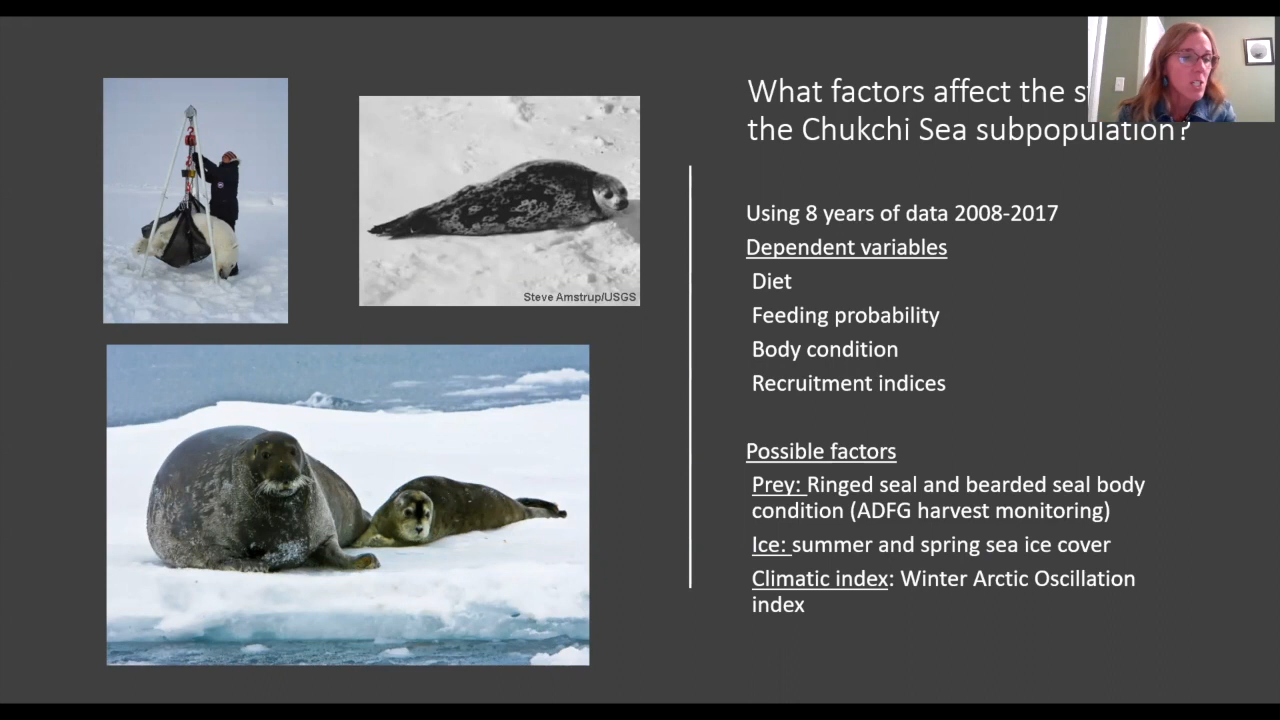 What factors affect the
the Chukchi Sea subpopulation?
Using 8 years of data 2008-2017
Dependent variables
Diet
Feeding probability
Body condition
Recruitment indices
Possible factors
Prey: Ringed seal and bearded seal body
condition (ADFG harvest monitoring)
Ice: summer and spring sea ice cover
Climatic index: Winter Arctic Oscillation
index
Steve Amstrup/USGS